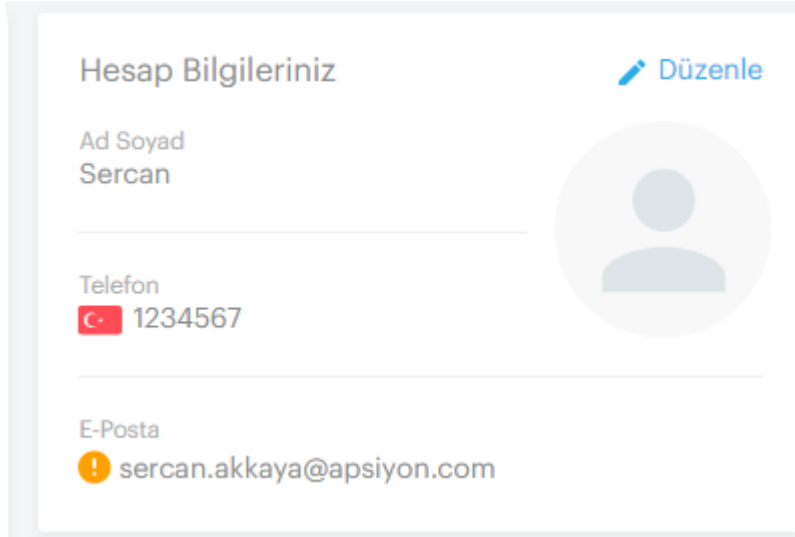 Hesap Bilgileriniz
Düzenle
Ad Soyad
Sercan
Telefon
1234567
E-Posta
sercan.akkaya@apsiyon.com